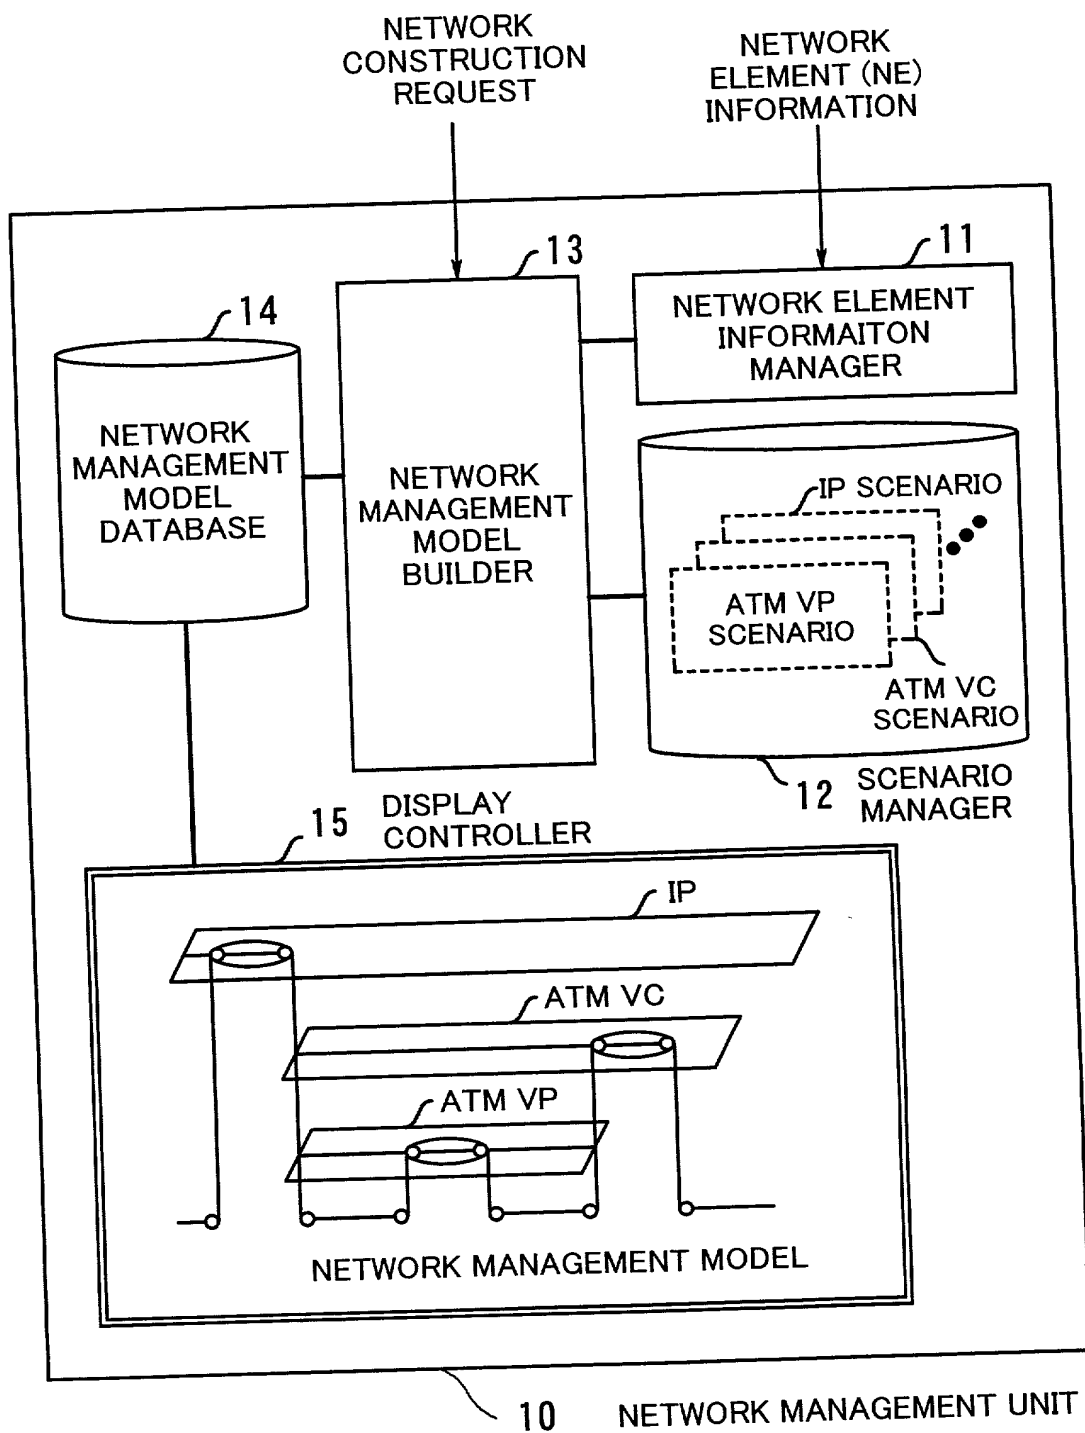 NETWORK
CONSTRUCTION
REQUEST
NETWORK
ELEMENT (NE)
INFORMATION
13
11
14
NETWORK ELEMENT
INFORMAITON
MANAGER
NETWORK
MANAGEMENT
MODEL
DATABASE
NETWORK
MANAGEMENT
MODEL
BUILDER
IP SCENARIO
ATM VP
SCENARIO
ATM VC
SCENARIO
12
SCENARIO
MANAGER
15
DISPLAY
CONTROLLER
IP
ATM VC
ATM VP
NETWORK MANAGEMENT MODEL
10
NETWORK MANAGEMENT UNIT